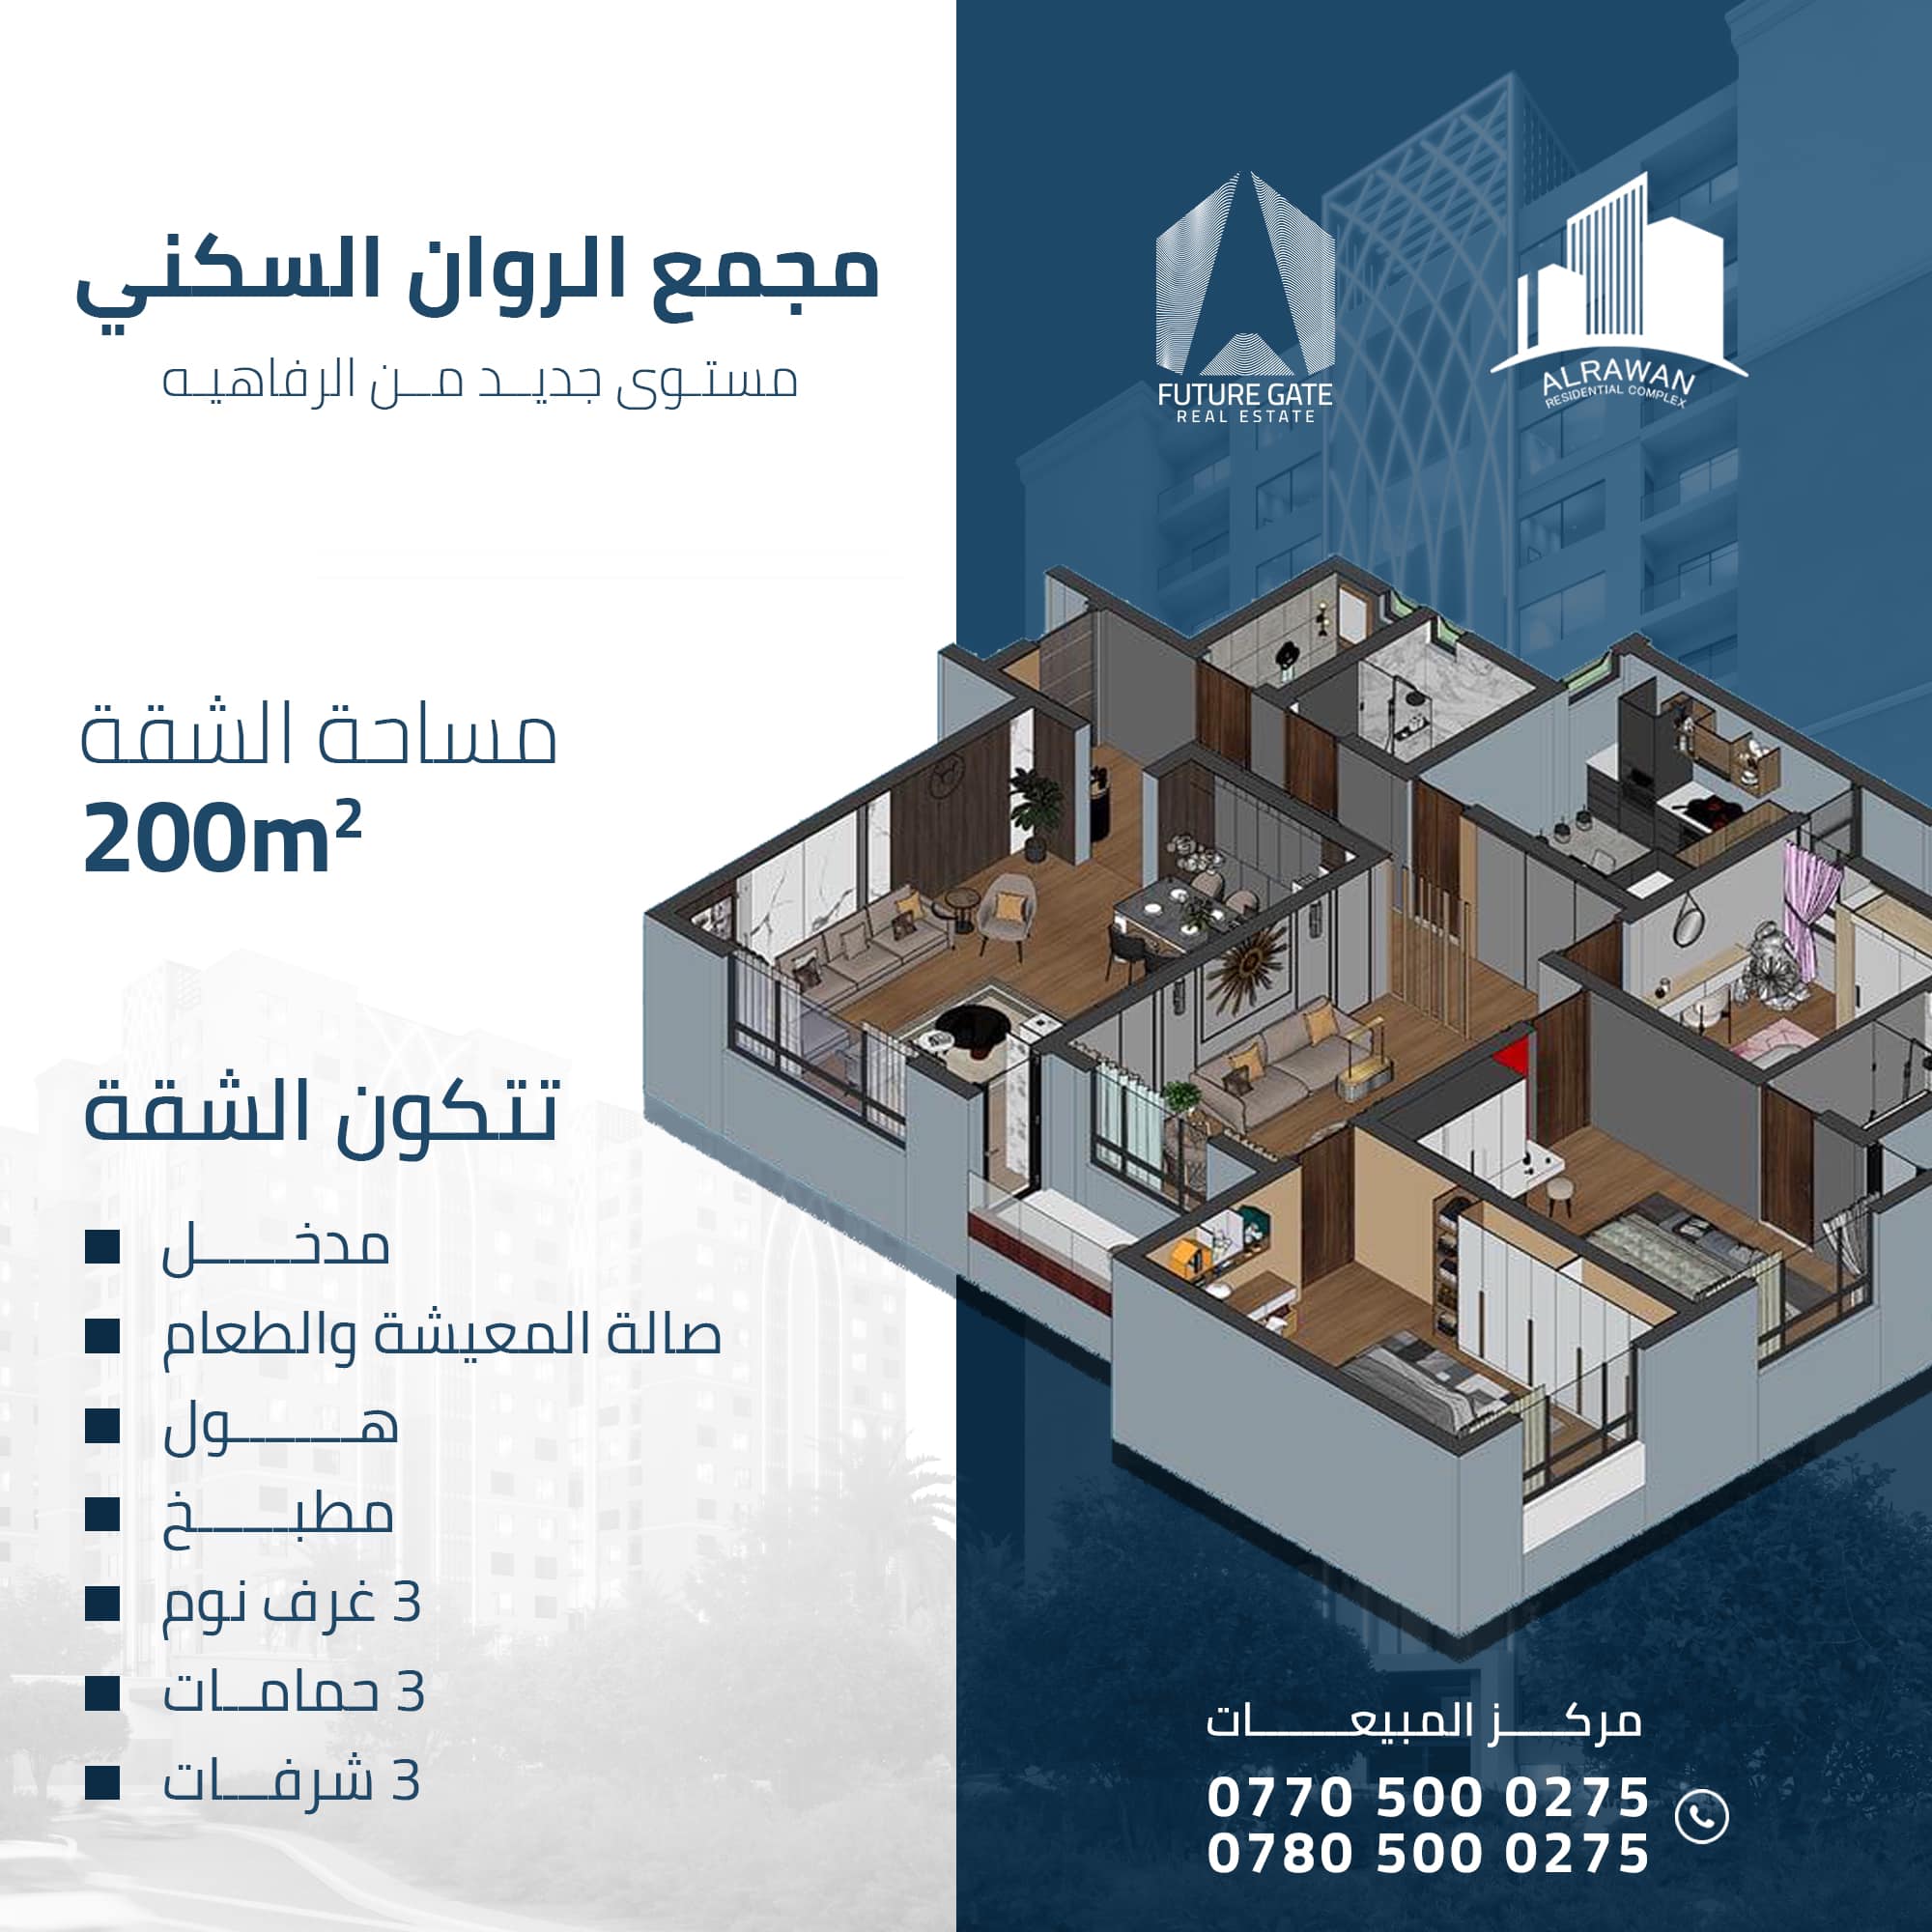 مجمع الروان السكني
مستوى جديد من الرفاهيه
FUTURE GATE
REAL ESTATE
ALRAWAN
RESIDENTIAL COMPLEX
مساحة الشقة
200m²
تتكون الشقة
مدخل
صالة المعيشة والطعام
هول
مطبخ
3 غرف نوم
3 حمامات
3 شرفات
مركز المبيعات
0770 500 0275
0780 500 0275